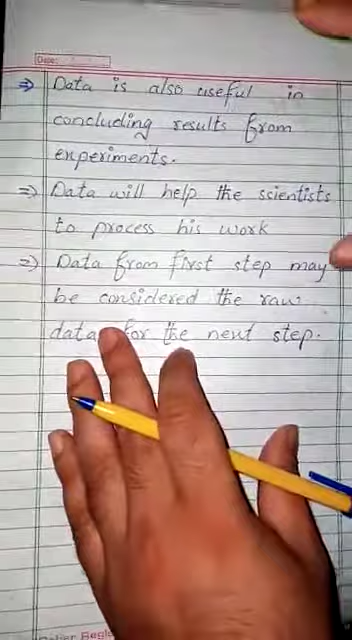 Date:
⇒ Data is also useful in
concluding results from
experiments.
⇒ Data will help the scientists
to process his work
⇒ Data from first step may
be considered the raw
data for the next step.